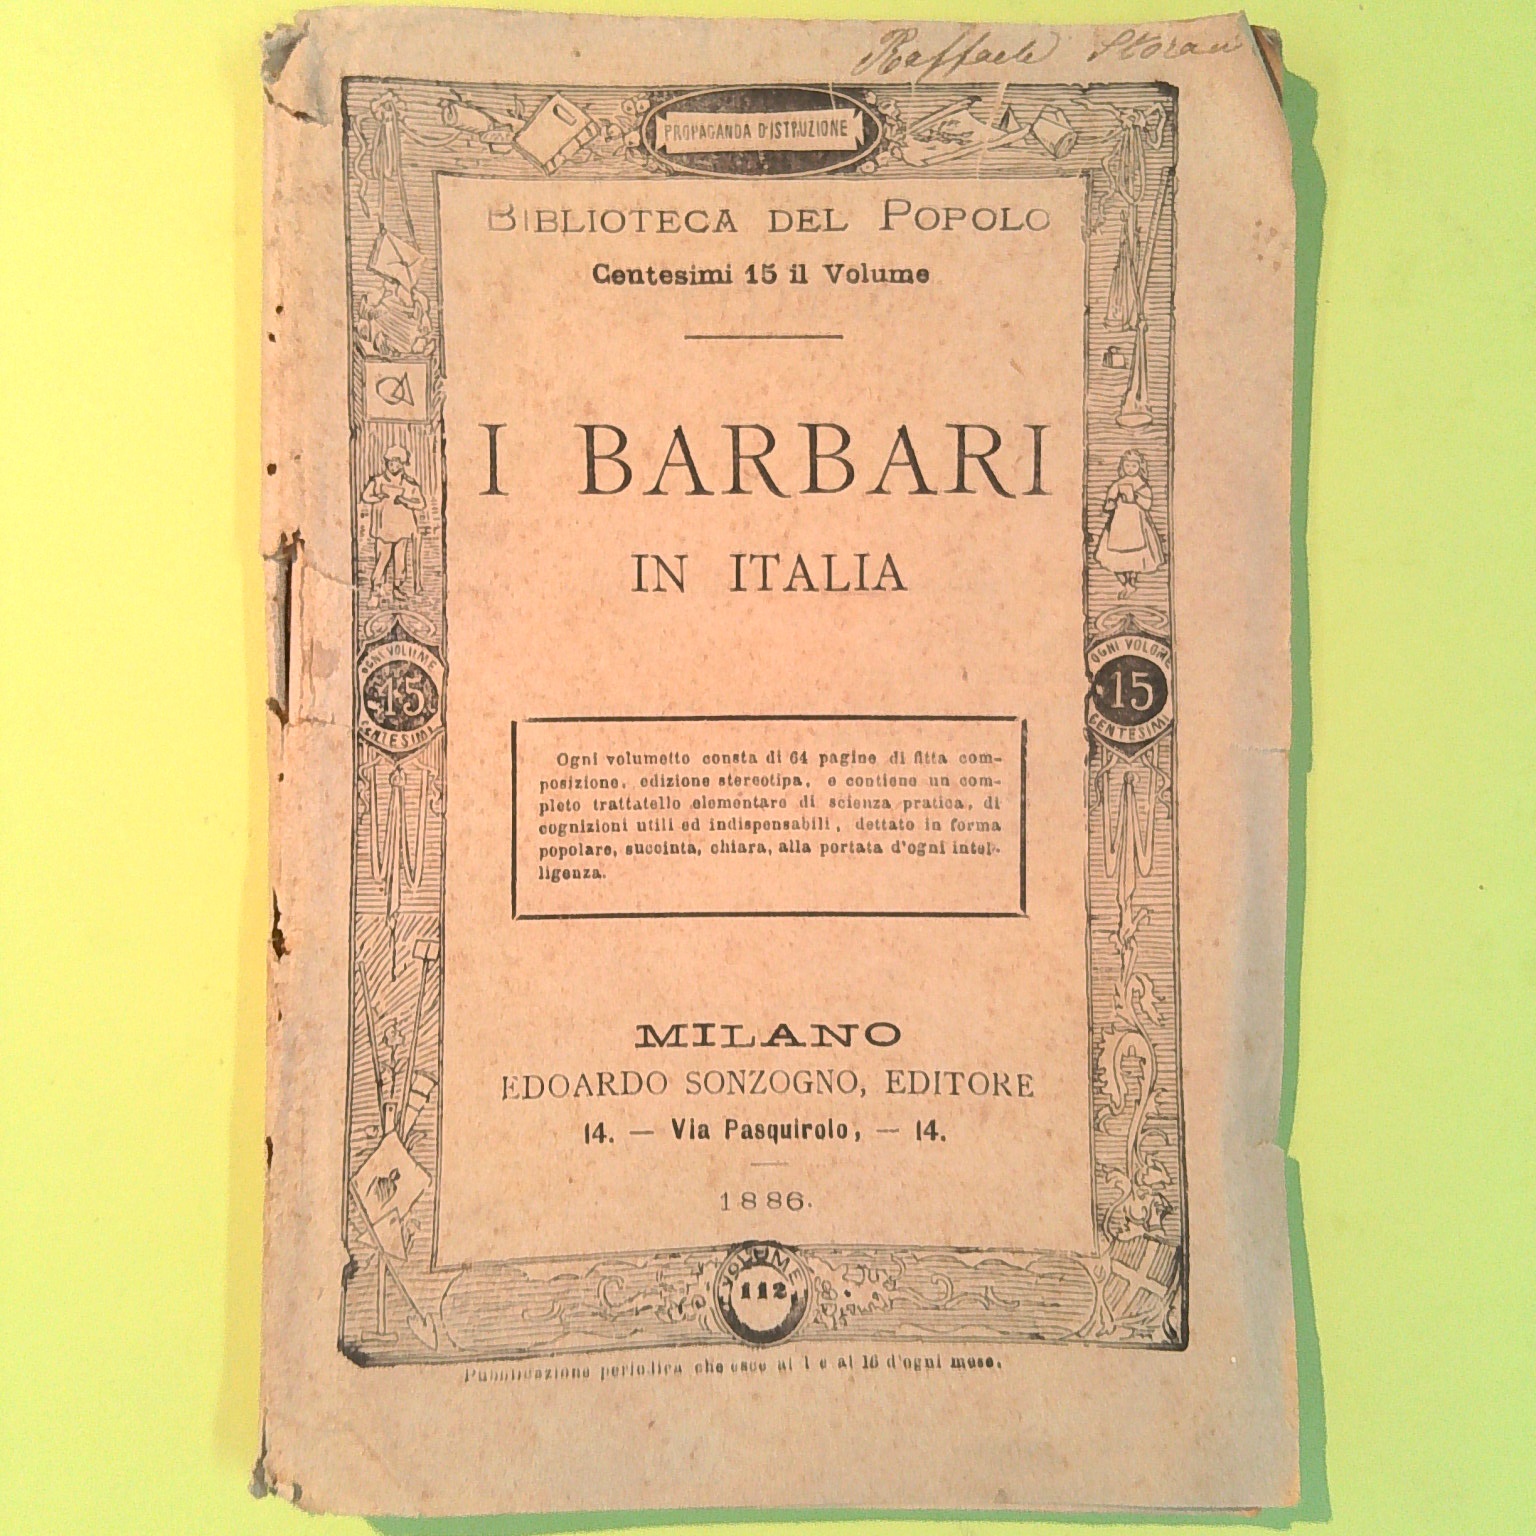 Raffaele
PROPAGANDA D'ISTRUZIONE
BIBLIOTECA DEL POPOLO
Centesimi 15 il Volume
I BARBARI
IN ITALIA
OGNI VOLUME
15
CENTESIMI
OGNI VOLUME
15
CENTESIMI
Ogni volumetto consta di 64 pagine di fitta com-
posizione, edizione stereotipa, e contiene un com-
pleto trattatello elementare di scienza pratica, di
cognizioni utili ed indispensabili, dettato in forma
popolare, succinta, chiara, alla portata d'ogni intel-
ligenza.
MILANO
EDOARDO SONZOGNO, EDITORE
14. — Via Pasquirolo, — 14.
1886.
VOLUME
112
Pubblicazione periodica che esce al 1 e al 16 d'ogni mese.